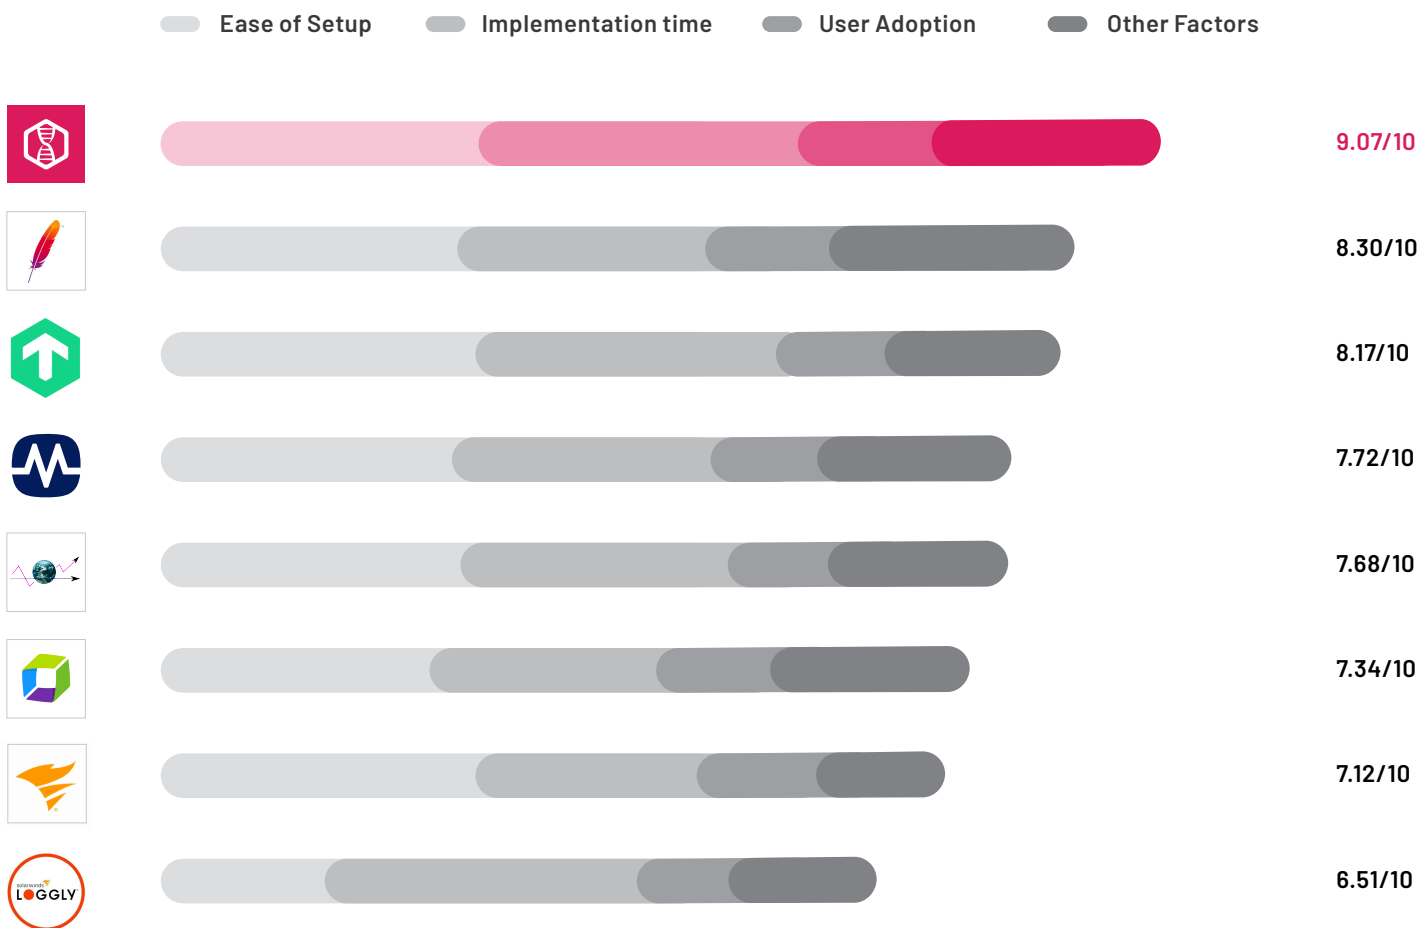 Ease of Setup
Implementation time
User Adoption
Other Factors
9.07/10
8.30/10
8.17/10
7.72/10
7.68/10
7.34/10
7.12/10
solarwinds
LOGGLY
6.51/10